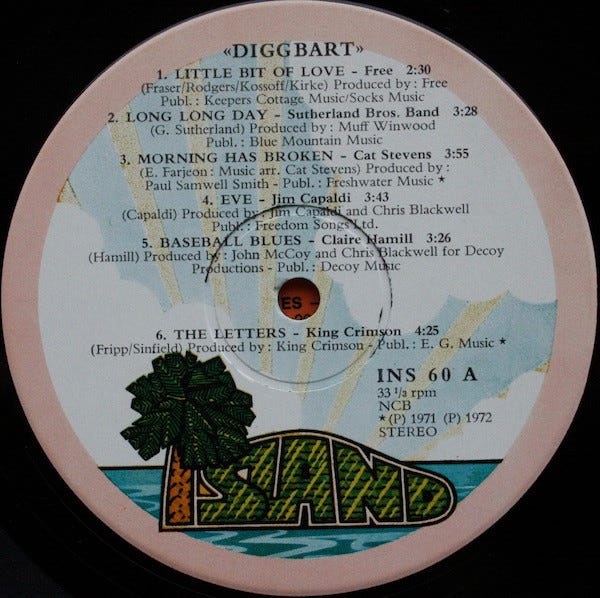 «DIGGBART»
1. LITTLE BIT OF LOVE – Free 2:30
(Fraser/Rodgers/Kossoff/Kirke) Produced by: Free
Publ.: Keepers Cottage Music/Socks Music
2. LONG LONG DAY – Sutherland Bros. Band 3:28
(G. Sutherland) Produced by: Muff Winwood
Publ.: Blue Mountain Music
3. MORNING HAS BROKEN – Cat Stevens 3:55
(E. Farjeon: Music arr. Cat Stevens) Produced by:
Paul Samwell Smith - Publ.: Freshwater Music ★
4. EVE – Jim Capaldi 3:43
(Capaldi) Produced by: Jim Capaldi and Chris Blackwell
Publ.: Freedom Songs Ltd.
5. BASEBALL BLUES – Claire Hamill 3:26
(Hamill) Produced by: John McCoy and Chris Blackwell for Decoy
Productions - Publ.: Decoy Music
ES –
6. THE LETTERS – King Crimson 4:25
(Fripp/Sinfield) Produced by: King Crimson - Publ.: E. G. Music ★
INS 60 A
33 1/3 rpm
NCB
★ (P) 1971 (P) 1972
STEREO
ISLAND